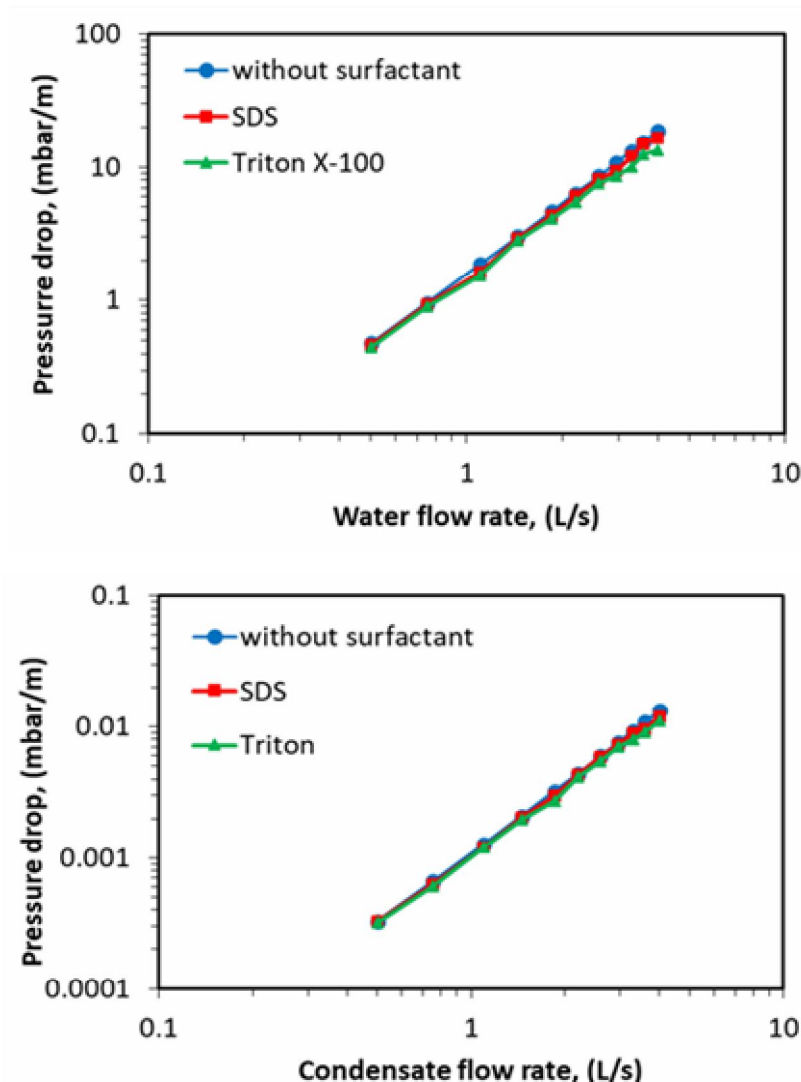 100
10
1
0.1
without surfactant
SDS
Triton X-100
Pressurre drop, (mbar/m)
0.1
1
10
Water flow rate, (L/s)
0.1
0.01
0.001
0.0001
without surfactant
SDS
Triton
Pressure drop, (mbar/m)
0.1
1
10
Condensate flow rate, (L/s)